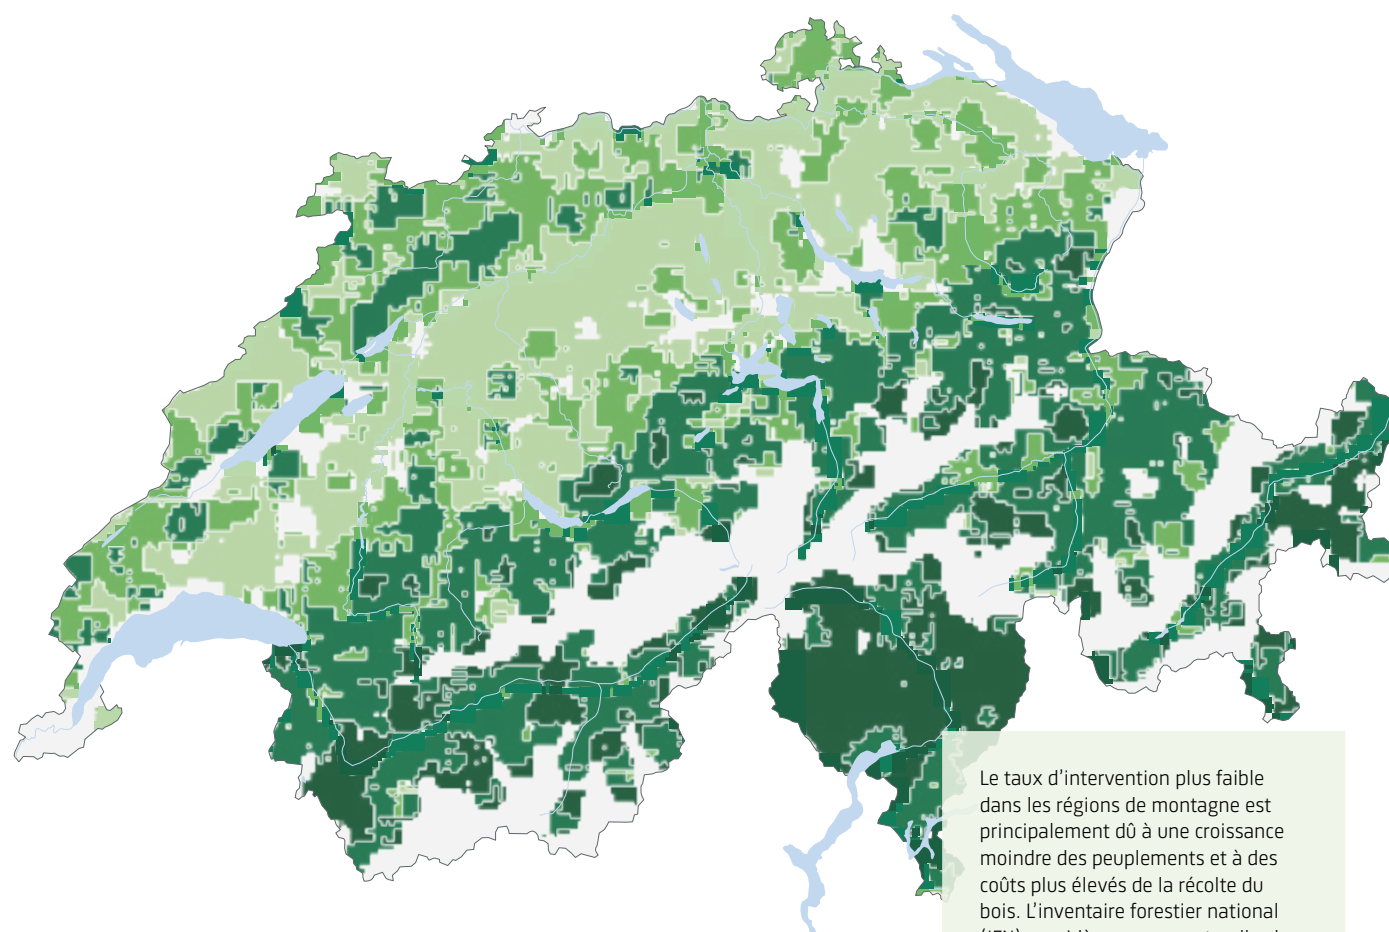 Le taux d’intervention plus faible
dans les régions de montagne est
principalement dû à une croissance
moindre des peuplements et à des
coûts plus élevés de la récolte du
bois. L’inventaire forestier national